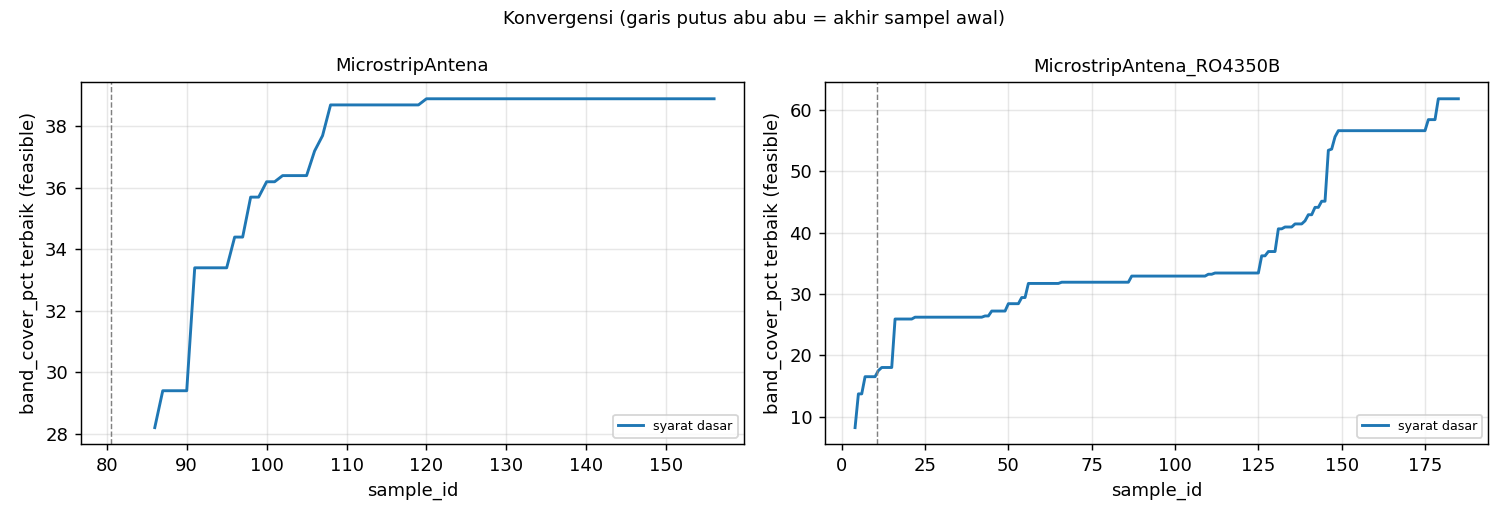 Konvergensi (garis putus abu abu = akhir sampel awal)
MicrostripAntena
band_cover_pct terbaik (feasible)
38
36
34
32
30
28
80 90 100 110 120 130 140 150
sample_id
syarat dasar
MicrostripAntena_RO4350B
band_cover_pct terbaik (feasible)
60
50
40
30
20
10
0 25 50 75 100 125 150 175
sample_id
syarat dasar